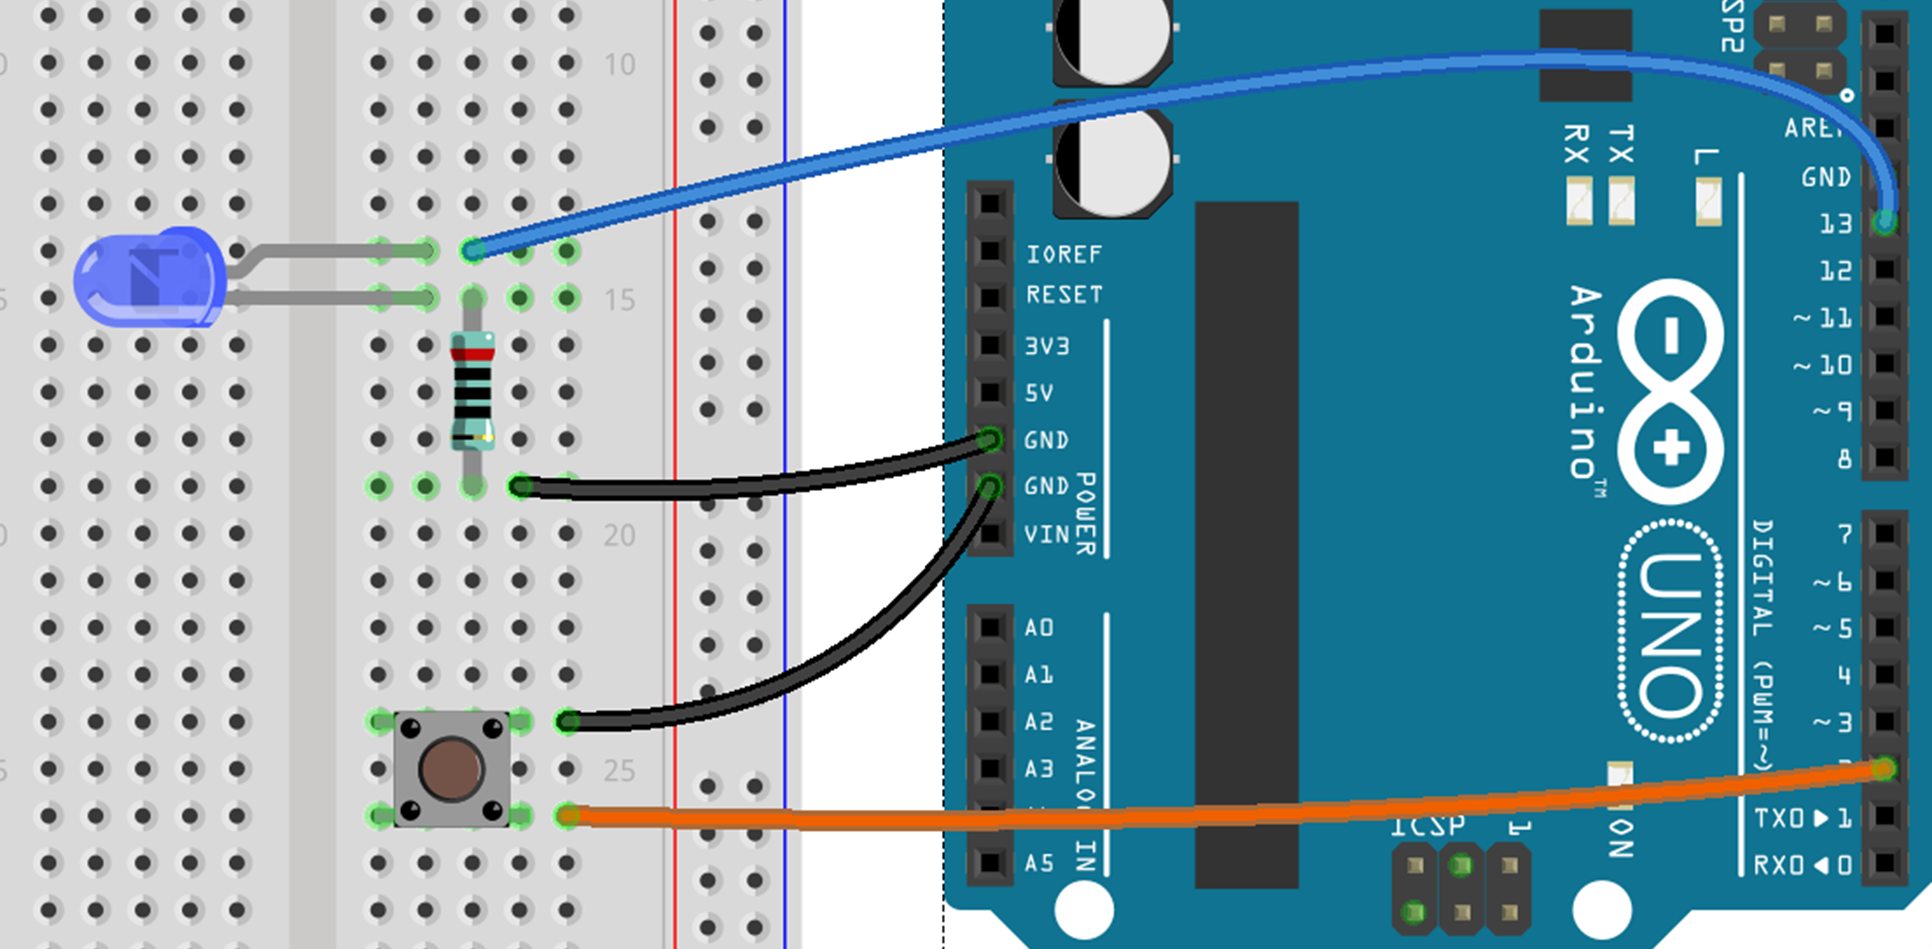 10
15
20
25
IOREF
RESET
3V3
5V
GND
GND
VIN
POWER
A0
A1
A2
A3
A5
ANALOG IN
RX
TX
L
Arduino™
UNO
ON
ICSP
1
ICSP2
AREF
GND
13
12
~11
~10
~9
8
7
~6
~5
4
~3
TX0▶1
RX0◀0
DIGITAL (PWM=~)